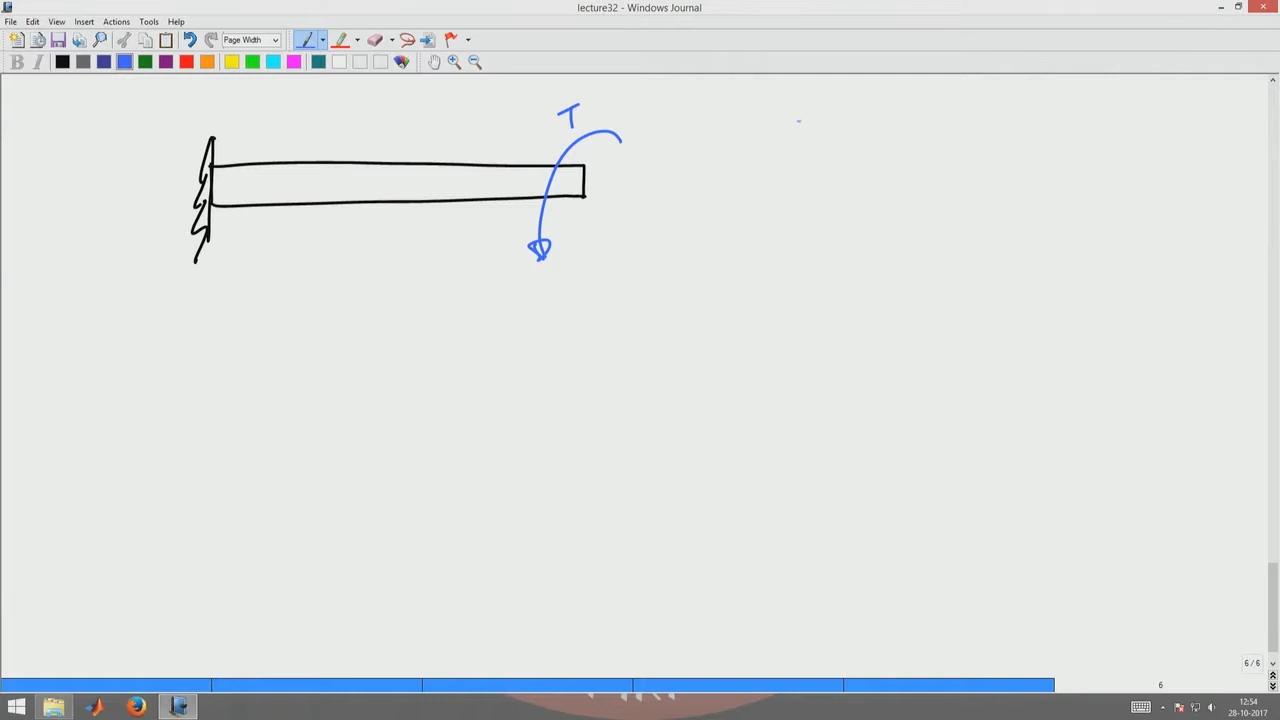 lecture32 - Windows Journal
File Edit View Insert Actions Tools Help
Page Width
B I
T
6 / 6
6
12:54
28-10-2017